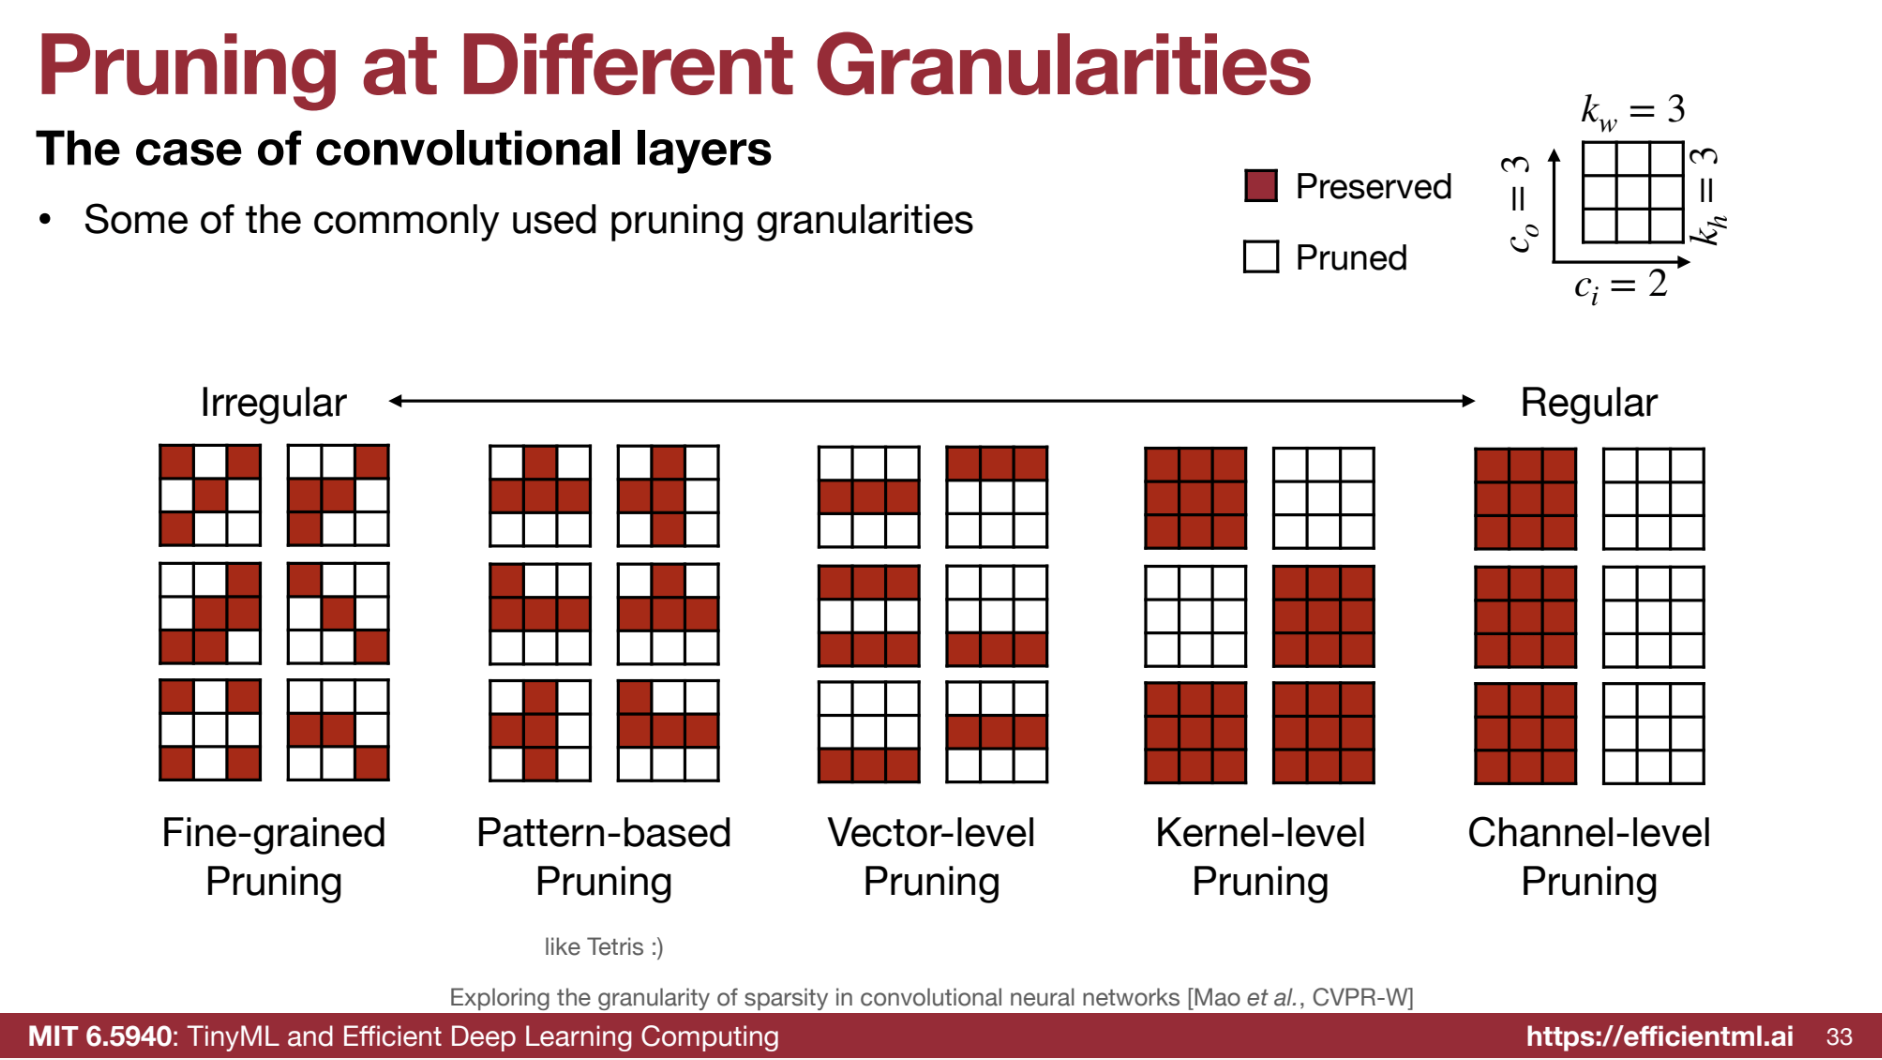 Pruning at Different Granularities
The case of convolutional layers
• Some of the commonly used pruning granularities
Preserved
Pruned
k_w = 3
c_o = 3
k_h = 3
c_i = 2
Irregular
Regular
Fine-grained
Pruning
Pattern-based
Pruning
Vector-level
Pruning
Kernel-level
Pruning
Channel-level
Pruning
like Tetris :)
Exploring the granularity of sparsity in convolutional neural networks [Mao et al., CVPR-W]
MIT 6.5940: TinyML and Efficient Deep Learning Computing
https://efficientml.ai
33